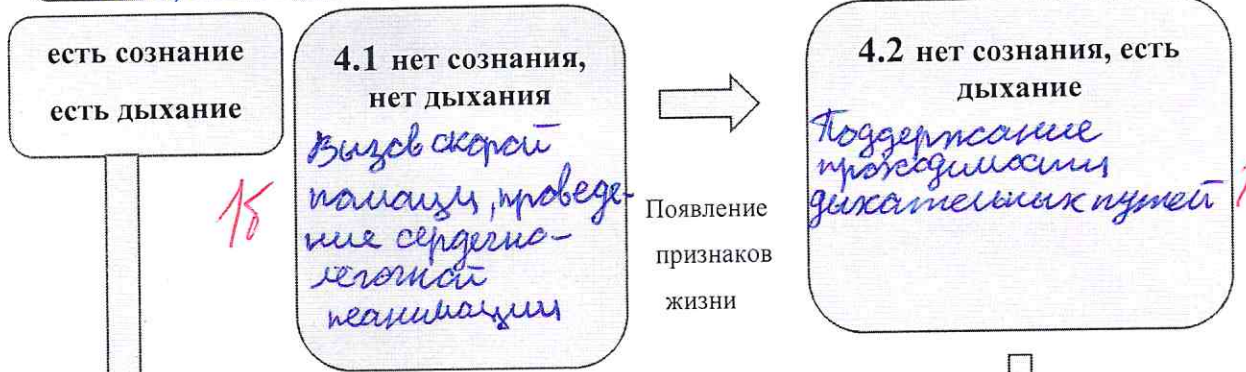 есть сознание
есть дыхание
4.1 нет сознания,
нет дыхания
Вызов скорой
помощи, проведе-
ние сердечно-
легочной
реанимации
1б
Появление
признаков
жизни
4.2 нет сознания, есть
дыхание
Поддержание
проходимости
дыхательных путей